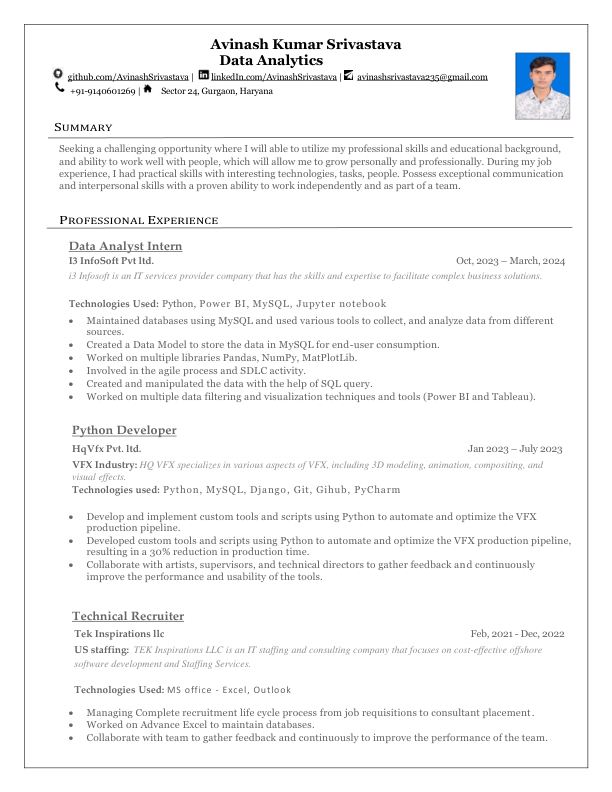 Avinash Kumar Srivastava
Data Analytics
github.com/AvinashSrivastava | linkedIn.com/AvinashSrivastava | avinashsrivastava235@gmail.com
+91-9140601269 | Sector 24, Gurgaon, Haryana
SUMMARY
Seeking a challenging opportunity where I will able to utilize my professional skills and educational background,
and ability to work well with people, which will allow me to grow personally and professionally. During my job
experience, I had practical skills with interesting technologies, tasks, people. Possess exceptional communication
and interpersonal skills with a proven ability to work independently and as part of a team.
PROFESSIONAL EXPERIENCE
Data Analyst Intern
I3 InfoSoft Pvt ltd. Oct, 2023 – March, 2024
i3 Infosoft is an IT services provider company that has the skills and expertise to facilitate complex business solutions.
Technologies Used: Python, Power BI, MySQL, Jupyter notebook
• Maintained databases using MySQL and used various tools to collect, and analyze data from different
sources.
• Created a Data Model to store the data in MySQL for end-user consumption.
• Worked on multiple libraries Pandas, NumPy, MatPlotLib.
• Involved in the agile process and SDLC activity.
• Created and manipulated the data with the help of SQL query.
• Worked on multiple data filtering and visualization techniques and tools (Power BI and Tableau).
Python Developer
HqVfx Pvt. ltd. Jan 2023 – July 2023
VFX Industry: HQ VFX specializes in various aspects of VFX, including 3D modeling, animation, compositing, and
visual effects.
Technologies used: Python, MySQL, Django, Git, Gihub, PyCharm
• Develop and implement custom tools and scripts using Python to automate and optimize the VFX
production pipeline.
• Developed custom tools and scripts using Python to automate and optimize the VFX production pipeline,
resulting in a 30% reduction in production time.
• Collaborate with artists, supervisors, and technical directors to gather feedback and continuously
improve the performance and usability of the tools.
Technical Recruiter
Tek Inspirations llc Feb, 2021 - Dec, 2022
US staffing: TEK Inspirations LLC is an IT staffing and consulting company that focuses on cost-effective offshore
software development and Staffing Services.
Technologies Used: MS office - Excel, Outlook
• Managing Complete recruitment life cycle process from job requisitions to consultant placement.
• Worked on Advance Excel to maintain databases.
• Collaborate with team to gather feedback and continuously to improve the performance of the team.